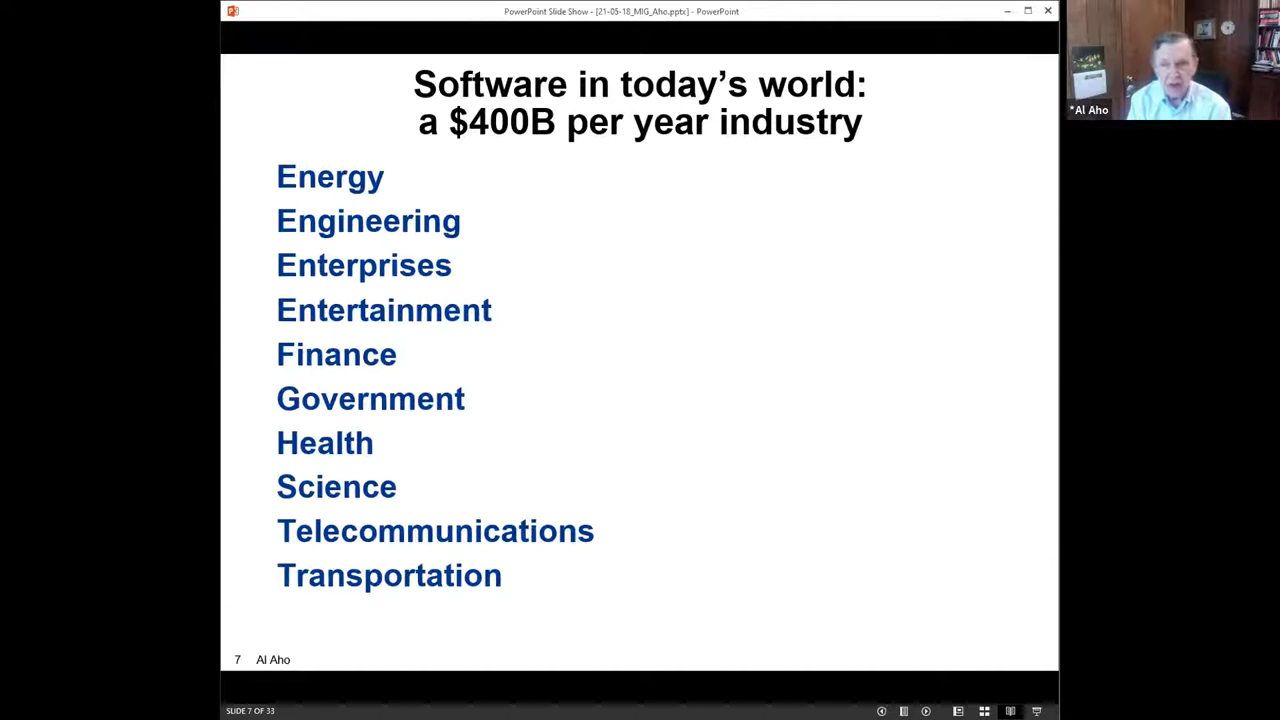 PowerPoint Slide Show - [21-05-18_MIG_Aho.pptx] - PowerPoint
*Al Aho
Software in today’s world:
a $400B per year industry
Energy
Engineering
Enterprises
Entertainment
Finance
Government
Health
Science
Telecommunications
Transportation
7 Al Aho
SLIDE 7 OF 33